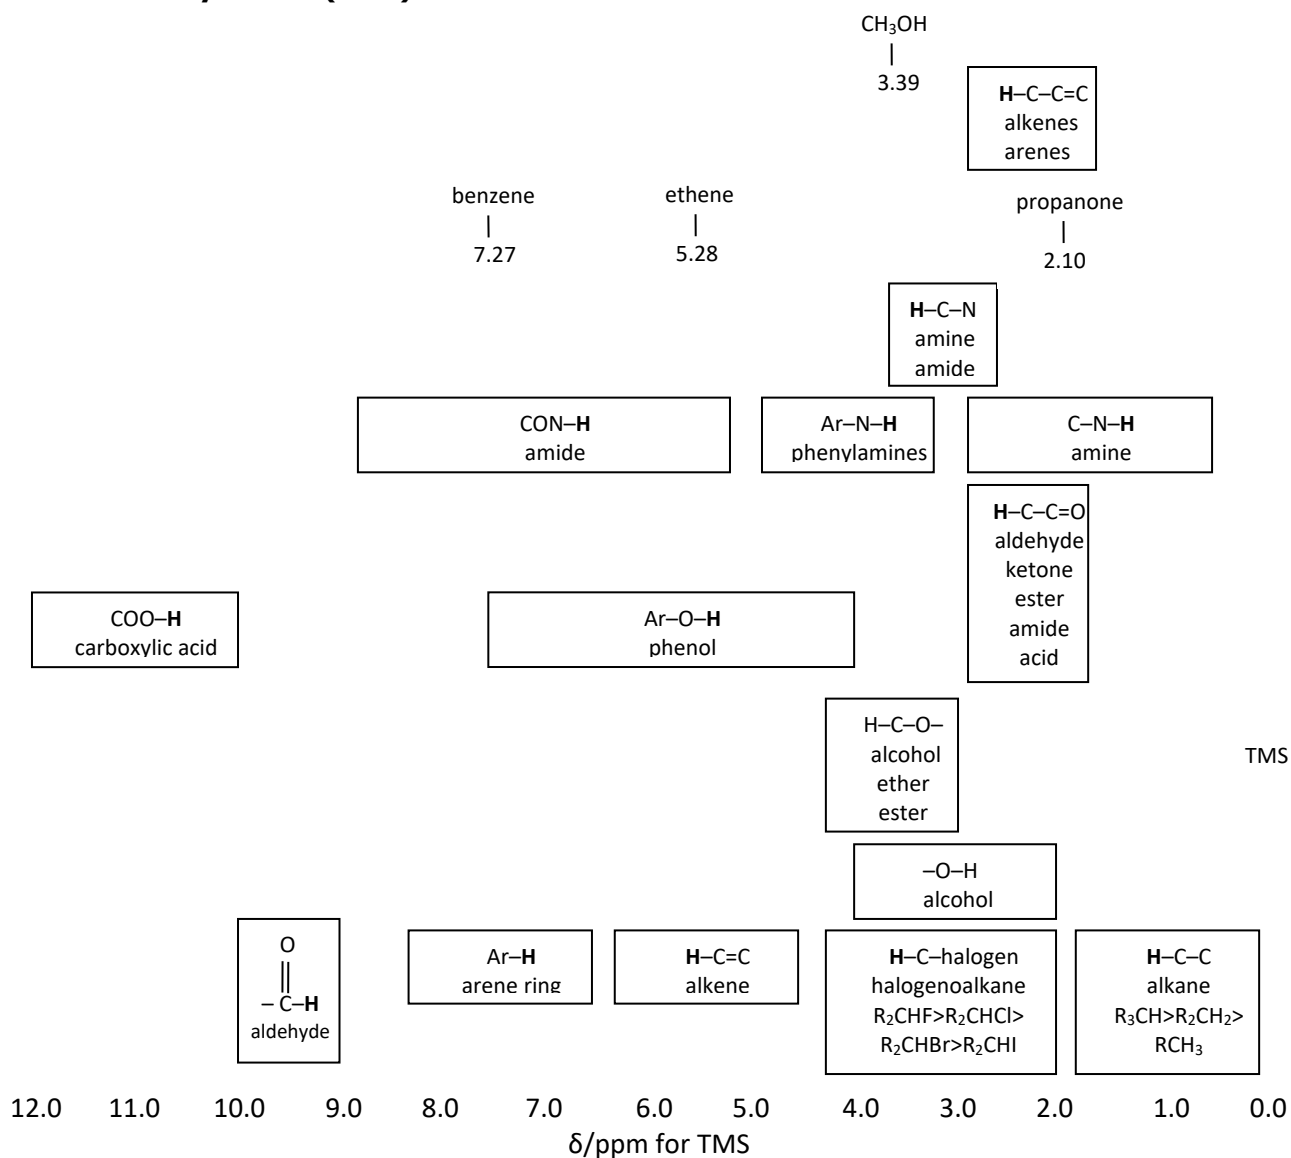 CH₃OH
|
3.39
H–C–C=C
alkenes
arenes
benzene
|
7.27
ethene
|
5.28
propanone
|
2.10
H–C–N
amine
amide
CON–H
amide
Ar–N–H
phenylamines
C–N–H
amine
H–C–C=O
aldehyde
ketone
ester
amide
acid
COO–H
carboxylic acid
Ar–O–H
phenol
H–C–O–
alcohol
ether
ester
TMS
–O–H
alcohol
O
||
– C–H
aldehyde
Ar–H
arene ring
H–C=C
alkene
H–C–halogen
halogenoalkane
R₂CHF>R₂CHCl>
R₂CHBr>R₂CHI
H–C–C
alkane
R₃CH>R₂CH₂>
RCH₃
12.0 11.0 10.0 9.0 8.0 7.0 6.0 5.0 4.0 3.0 2.0 1.0 0.0
δ/ppm for TMS